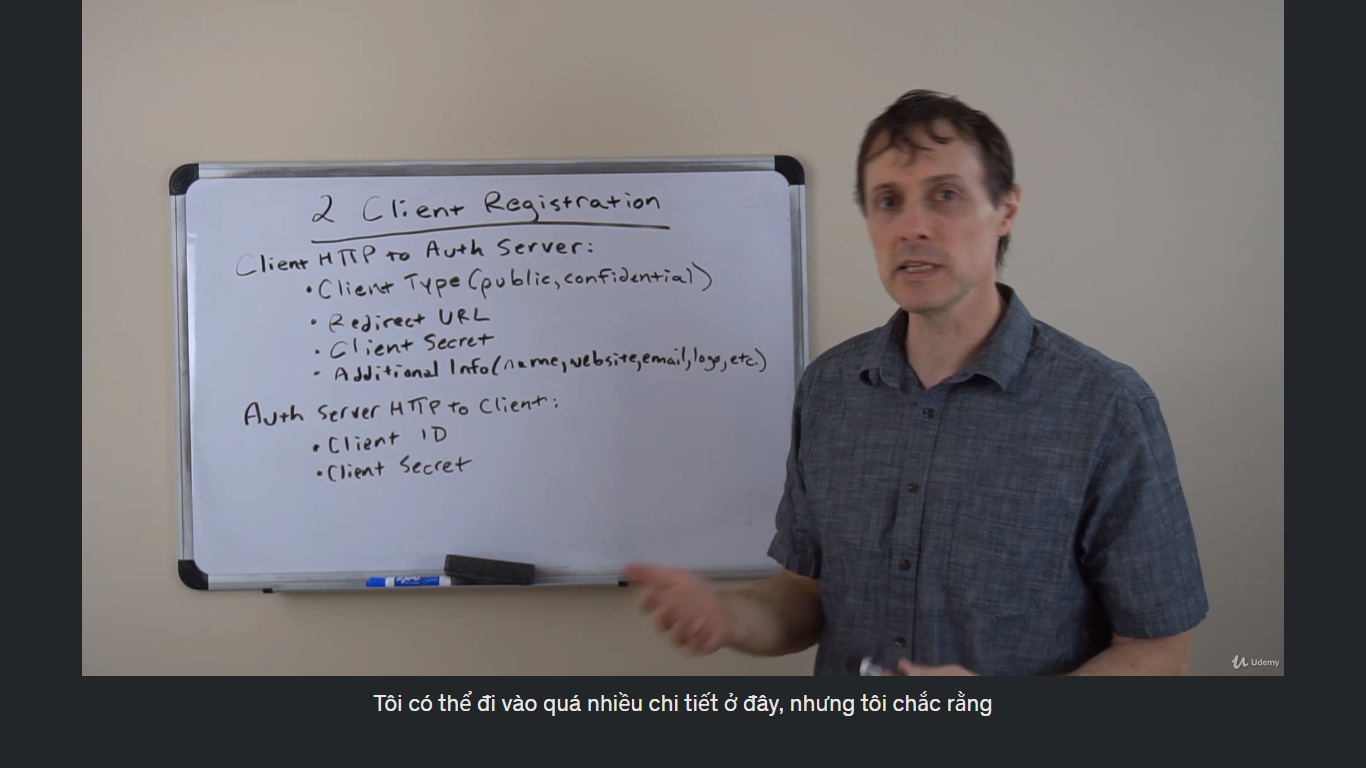 2 Client Registration
Client HTTP to Auth Server:
• Client Type (public, confidential)
• Redirect URL
• Client Secret
• Additional Info (name, website, email, logo, etc.)
Auth Server HTTP to Client:
• Client ID
• Client Secret
Udemy
Tôi có thể đi vào quá nhiều chi tiết ở đây, nhưng tôi chắc rằng